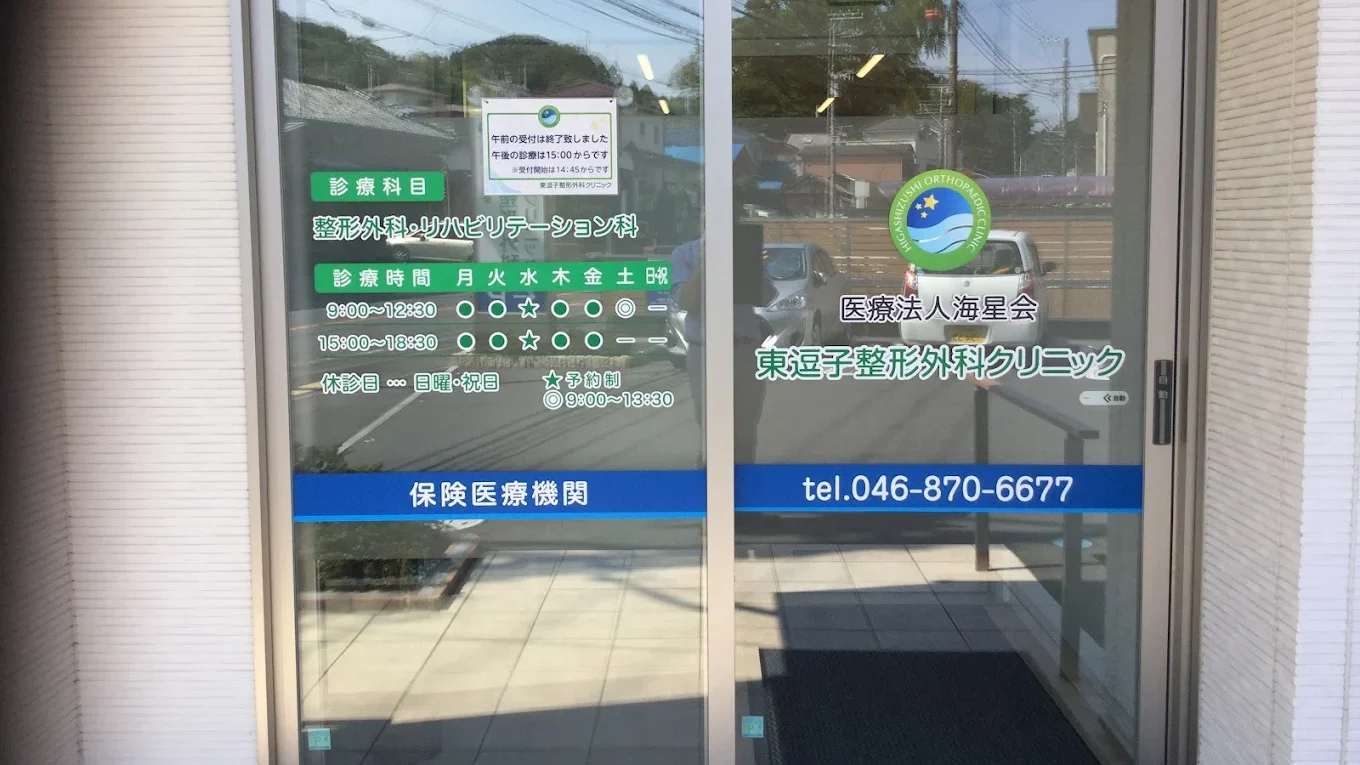 午前の受付は終了致しました
午後の診療は15:00からです
※受付開始は14:45からです
東逗子整形外科クリニック
診療科目
整形外科・リハビリテーション科
診療時間 月 火 水 木 金 土 日・祝
9:00〜12:30 ● ● ★ ● ● ◎ ー
15:00〜18:30 ● ● ★ ● ● ー ー
休診日 … 日曜・祝日
★予約制
◎9:00〜13:30
保険医療機関
HIGASHIZUSHI ORTHOPAEDIC CLINIC
医療法人海星会
東逗子整形外科クリニック
自動
tel.046-870-6677